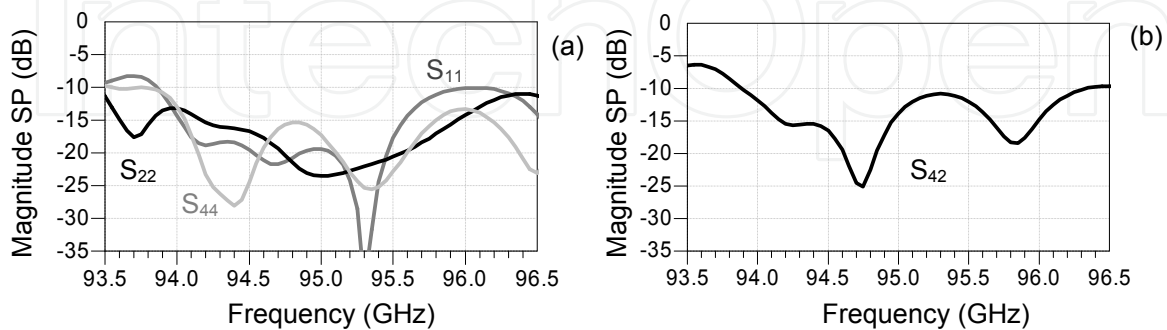 IntechOpen
(a)
Magnitude SP (dB)
0
-5
-10
-15
-20
-25
-30
-35
S11
S22
S44
93.5 94.0 94.5 95.0 95.5 96.0 96.5
Frequency (GHz)
(b)
Magnitude SP (dB)
0
-5
-10
-15
-20
-25
-30
-35
S42
93.5 94.0 94.5 95.0 95.5 96.0 96.5
Frequency (GHz)